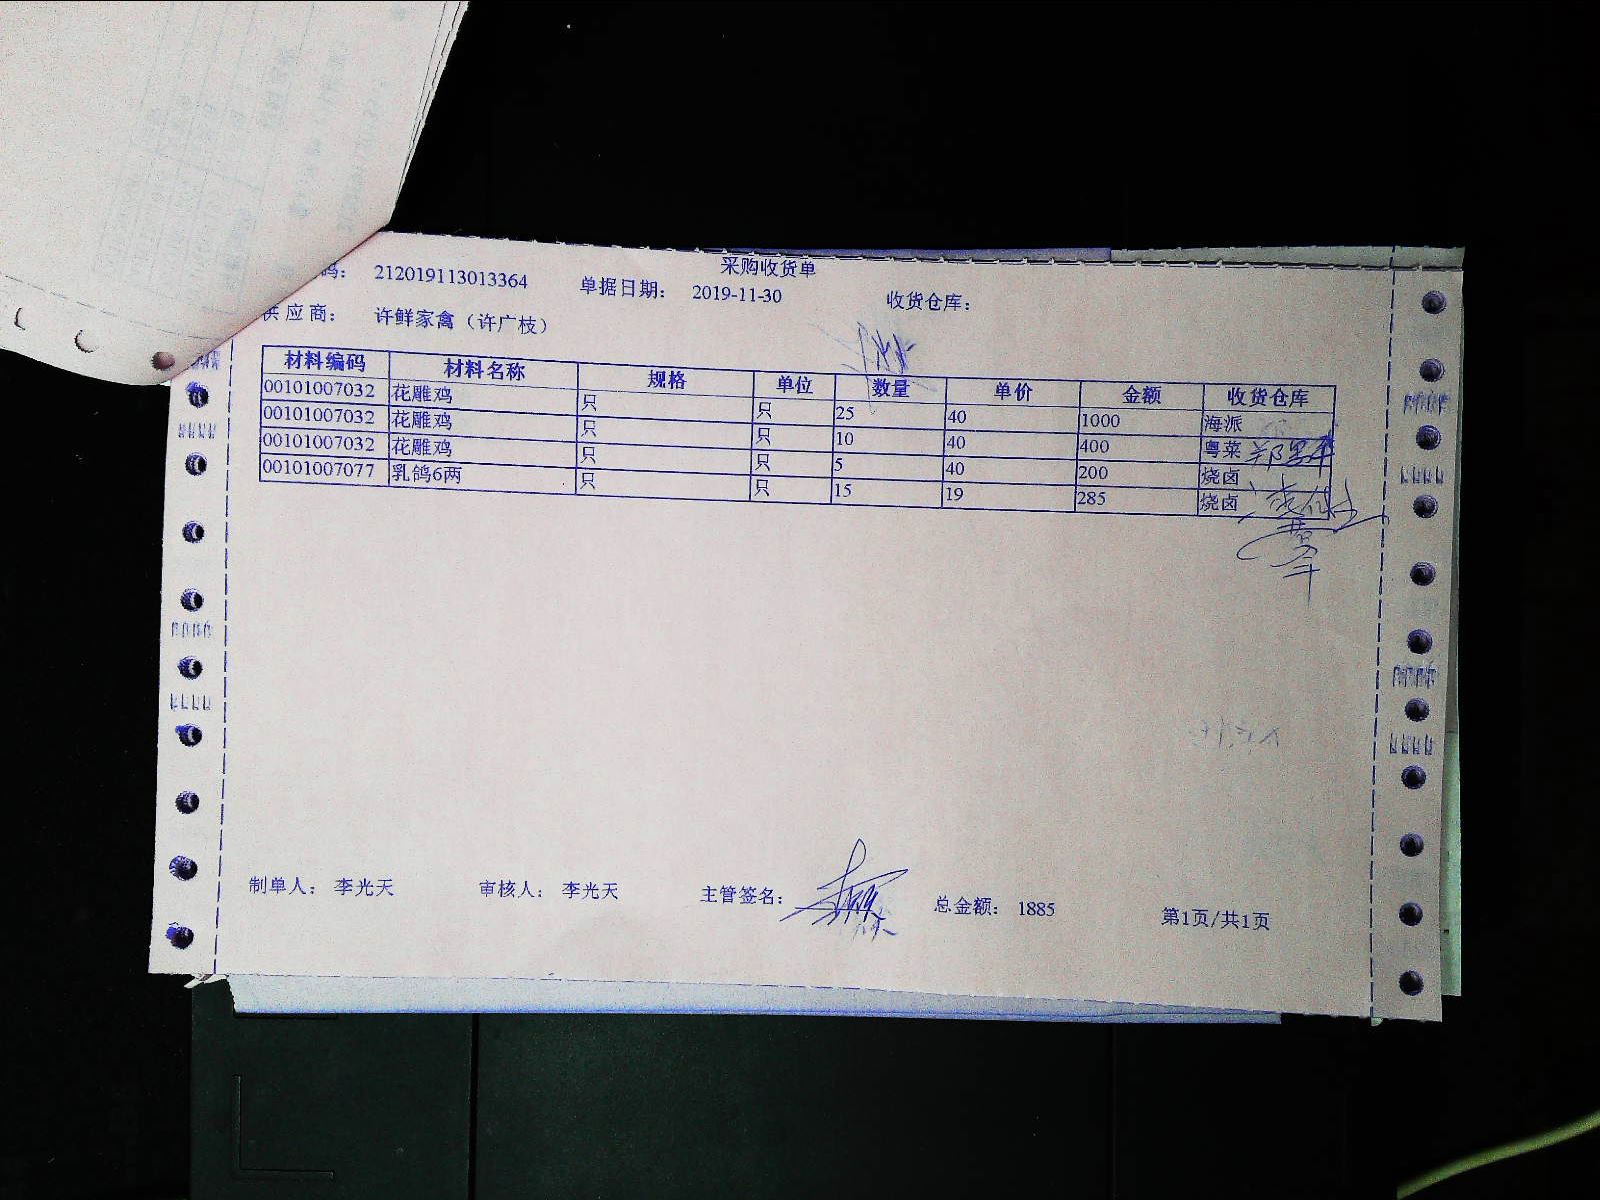 采购收货单
码： 212019113013364 单据日期： 2019-11-30 收货仓库：
供应商： 许鲜家禽（许广枝）
材料编码 材料名称 规格 单位 数量 单价 金额 收货仓库
00101007032 花雕鸡 只 只 25 40 1000 海派
00101007032 花雕鸡 只 只 10 40 400 粤菜
00101007032 花雕鸡 只 只 5 40 200 烧卤
00101007077 乳鸽6两 只 只 15 19 285 烧卤
制单人： 李光天 审核人： 李光天 主管签名： 总金额： 1885 第1页/共1页